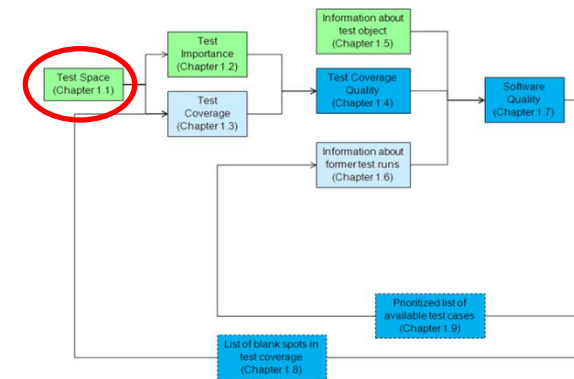 Test Space
(Chapter 1.1)
Test
Importance
(Chapter 1.2)
Test
Coverage
(Chapter 1.3)
Information about
test object
(Chapter 1.5)
Test Coverage
Quality
(Chapter 1.4)
Information about
former test runs
(Chapter 1.6)
Software
Quality
(Chapter 1.7)
Prioritized list of
available test cases
(Chapter 1.9)
List of blank spots in
test coverage
(Chapter 1.8)